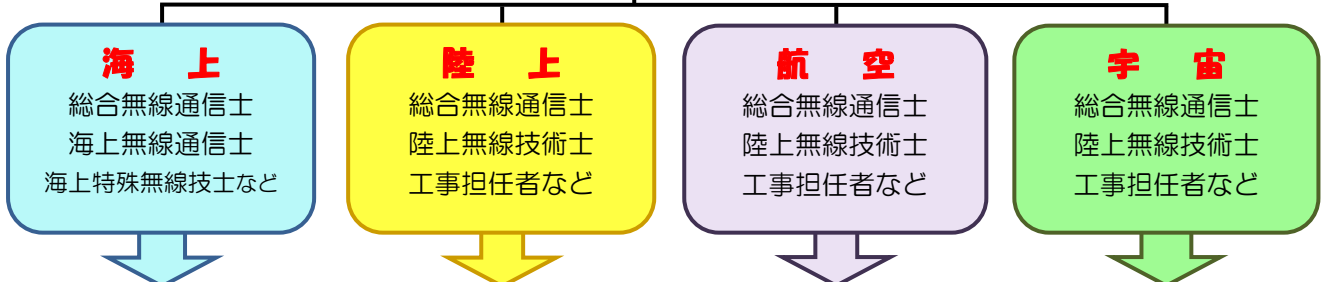 海　上
総合無線通信士
海上無線通信士
海上特殊無線技士など
陸　上
総合無線通信士
陸上無線技術士
工事担任者など
航　空
総合無線通信士
陸上無線技術士
工事担任者など
宇　宙
総合無線通信士
陸上無線技術士
工事担任者など